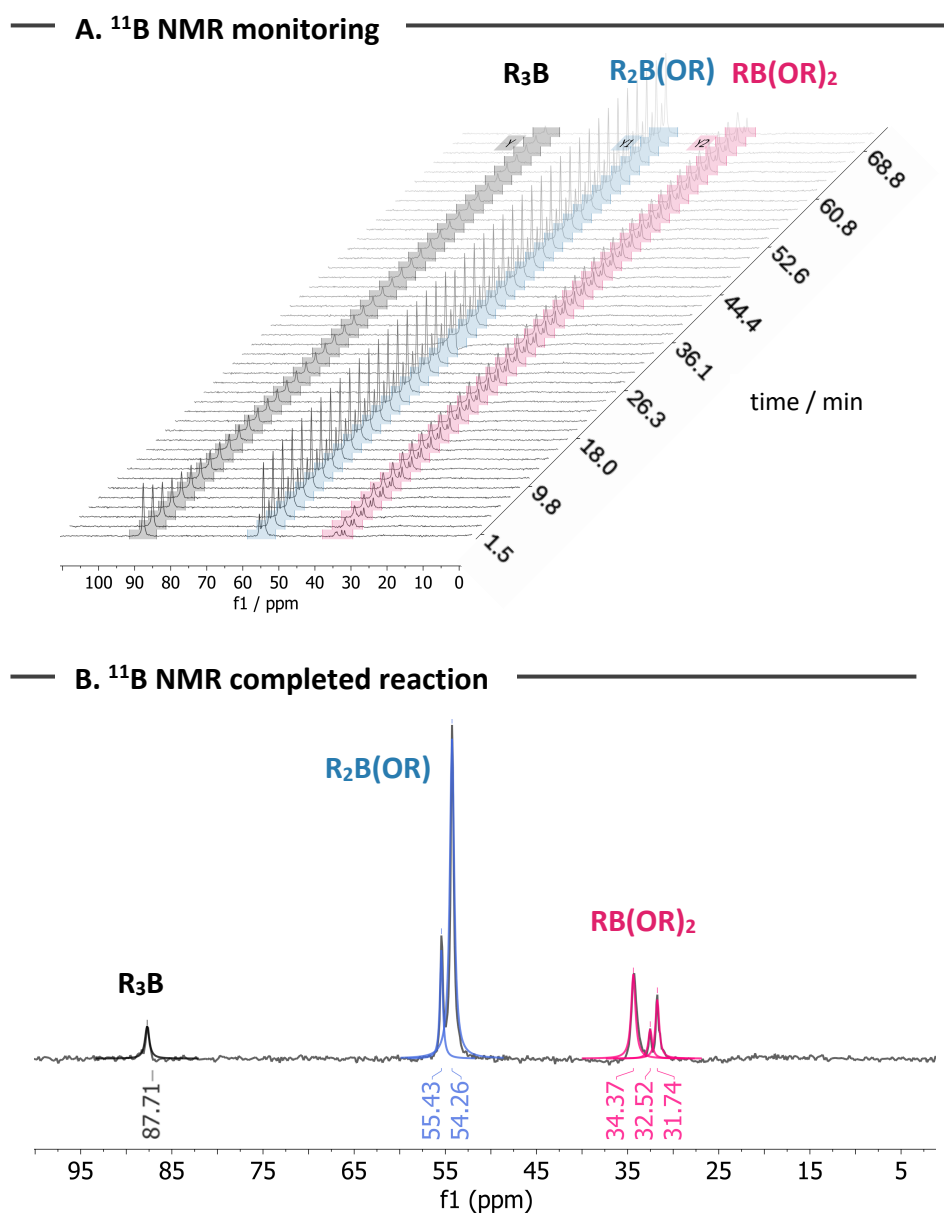 A. ¹¹B NMR monitoring
R₃B R₂B(OR) RB(OR)₂
Y Y1 Y2
68.8
60.8
52.6
44.4
36.1
26.3
18.0
9.8
1.5
time / min
100 90 80 70 60 50 40 30 20 10 0
f1 / ppm
B. ¹¹B NMR completed reaction
R₂B(OR)
RB(OR)₂
R₃B
87.71 55.43 54.26 34.37 32.52 31.74
95 85 75 65 55 45 35 25 15 5
f1 (ppm)